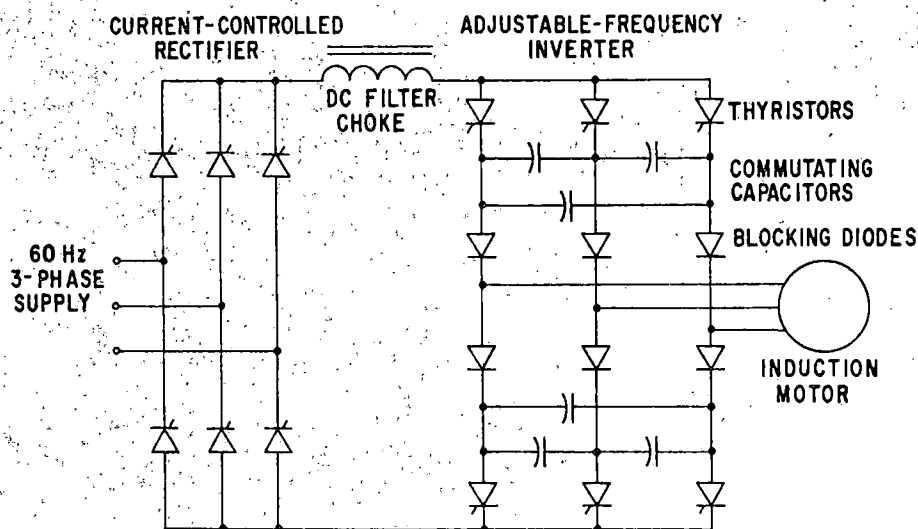 CURRENT-CONTROLLED
RECTIFIER
ADJUSTABLE-FREQUENCY
INVERTER
DC FILTER
CHOKE
THYRISTORS
COMMUTATING
CAPACITORS
BLOCKING DIODES
60 Hz
3-PHASE
SUPPLY
INDUCTION
MOTOR